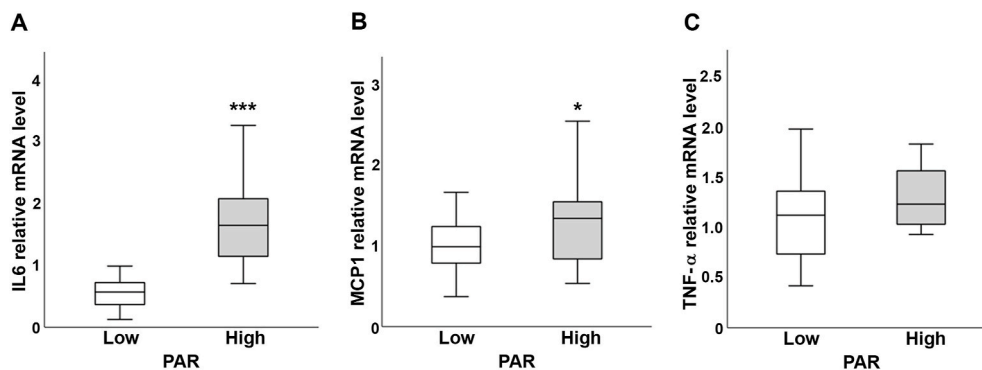 A
IL6 relative mRNA level
4
3
2
1
0
***
Low
High
PAR
B
MCP1 relative mRNA level
3
2
1
0
*
Low
High
PAR
C
TNF-α relative mRNA level
2.5
2.0
1.5
1.0
0.5
0
Low
High
PAR